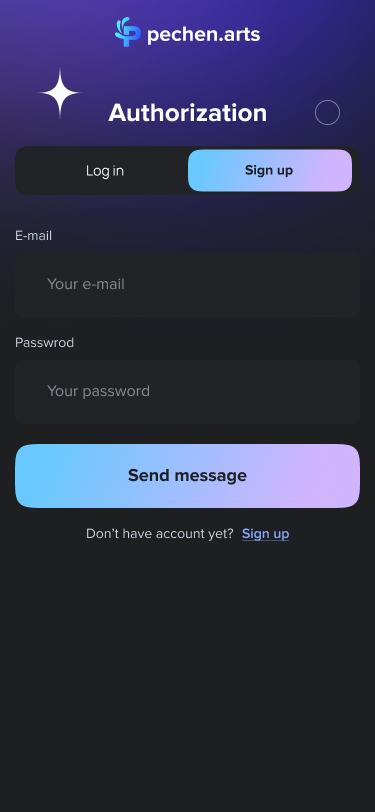 pechen.arts
Authorization
Log in
Sign up
E-mail
Your e-mail
Passwrod
Your password
Send message
Don’t have account yet? Sign up